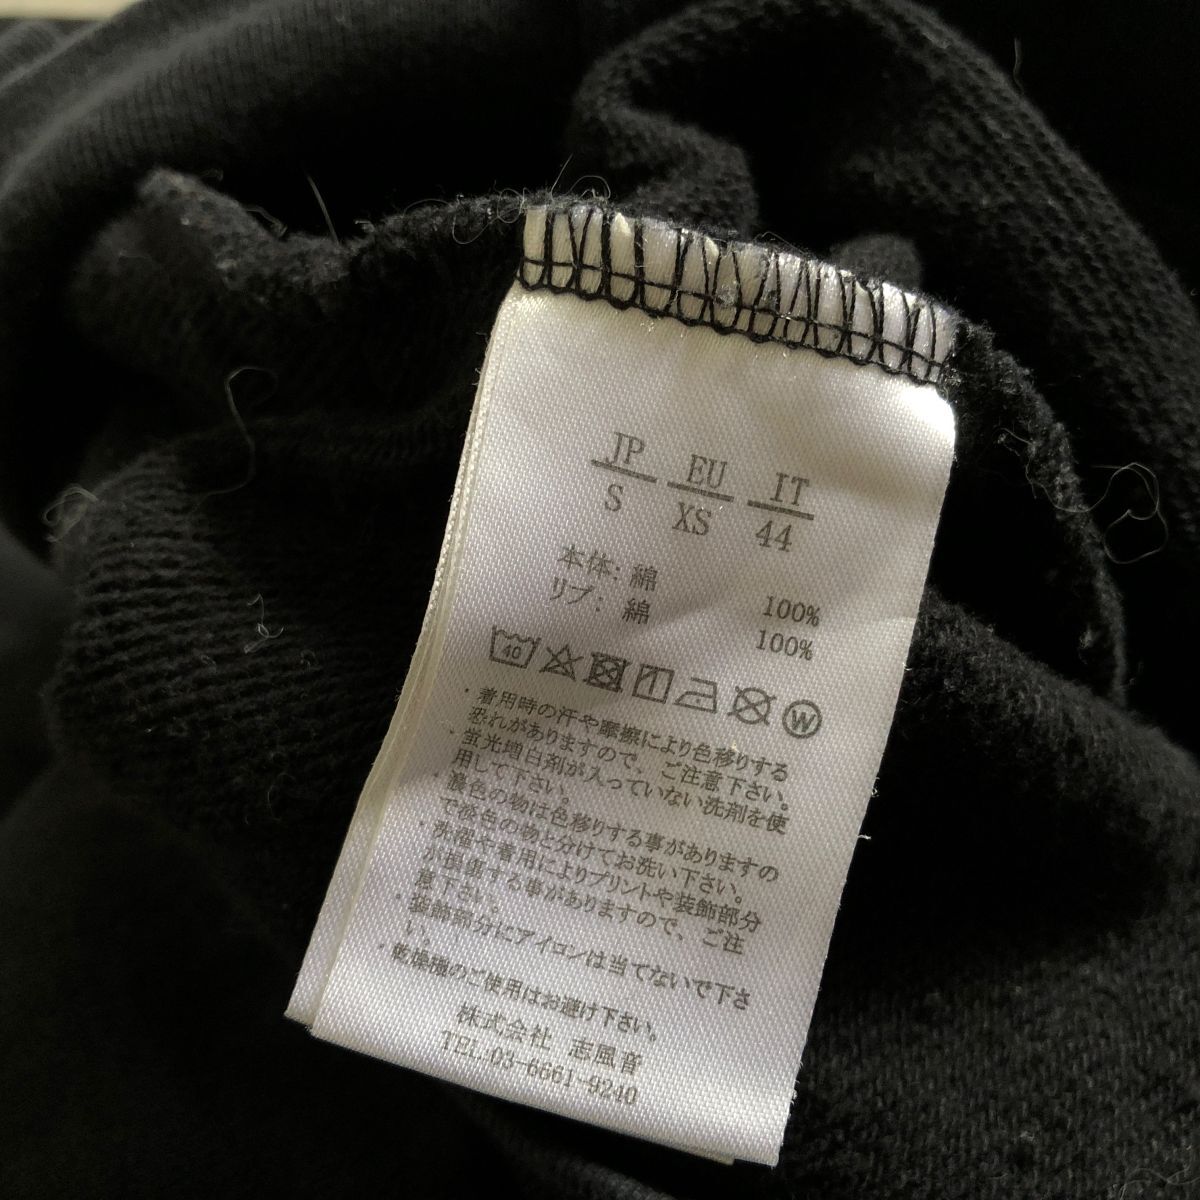 JP EU IT
S XS 44
本体: 綿 100%
リブ: 綿 100%
40
W
・着用時の汗や摩擦により色移りする
恐れがありますので、ご注意下さい。
・蛍光増白剤が入っていない洗剤を使
用して下さい。
・濃色の物は色移りする事がありますの
で淡色の物と分けてお洗い下さい。
・洗濯や着用によりプリントや装飾部分
が損傷する事がありますので、ご注
意下さい。
・装飾部分にアイロンは当てないで下さ
い。
・乾燥機のご使用はお避け下さい。
株式会社 志風音
TEL:03-6661-9240